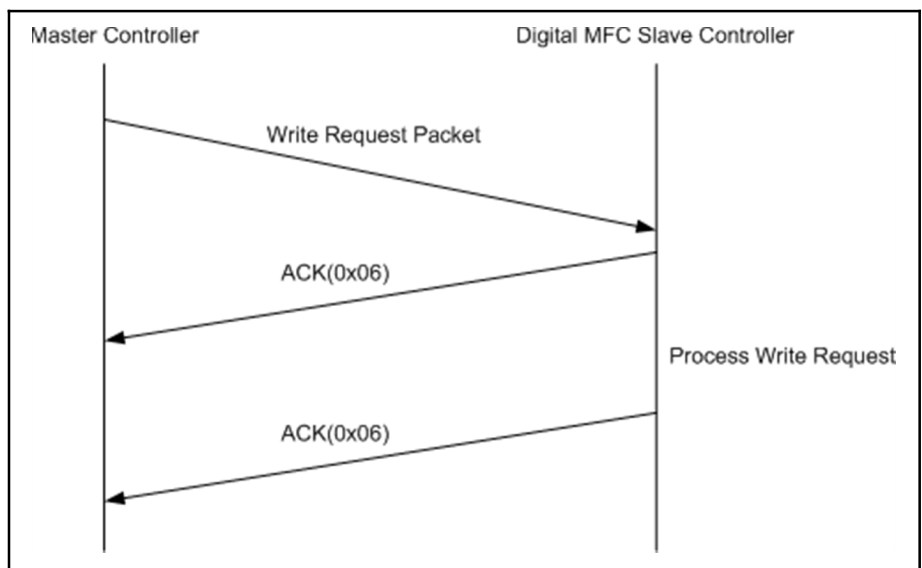 Master Controller
Digital MFC Slave Controller
Write Request Packet
ACK(0x06)
Process Write Request
ACK(0x06)